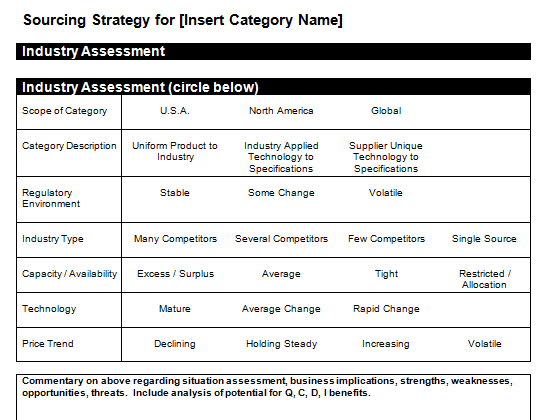 Sourcing Strategy for [Insert Category Name]
Industry Assessment
Industry Assessment (circle below)
Scope of Category U.S.A. North America Global
Category Description Uniform Product to Industry Industry Applied Technology to Specifications Supplier Unique Technology to Specifications
Regulatory Environment Stable Some Change Volatile
Industry Type Many Competitors Several Competitors Few Competitors Single Source
Capacity / Availability Excess / Surplus Average Tight Restricted / Allocation
Technology Mature Average Change Rapid Change
Price Trend Declining Holding Steady Increasing Volatile
Commentary on above regarding situation assessment, business implications, strengths, weaknesses,
opportunities, threats. Include analysis of potential for Q, C, D, I benefits.